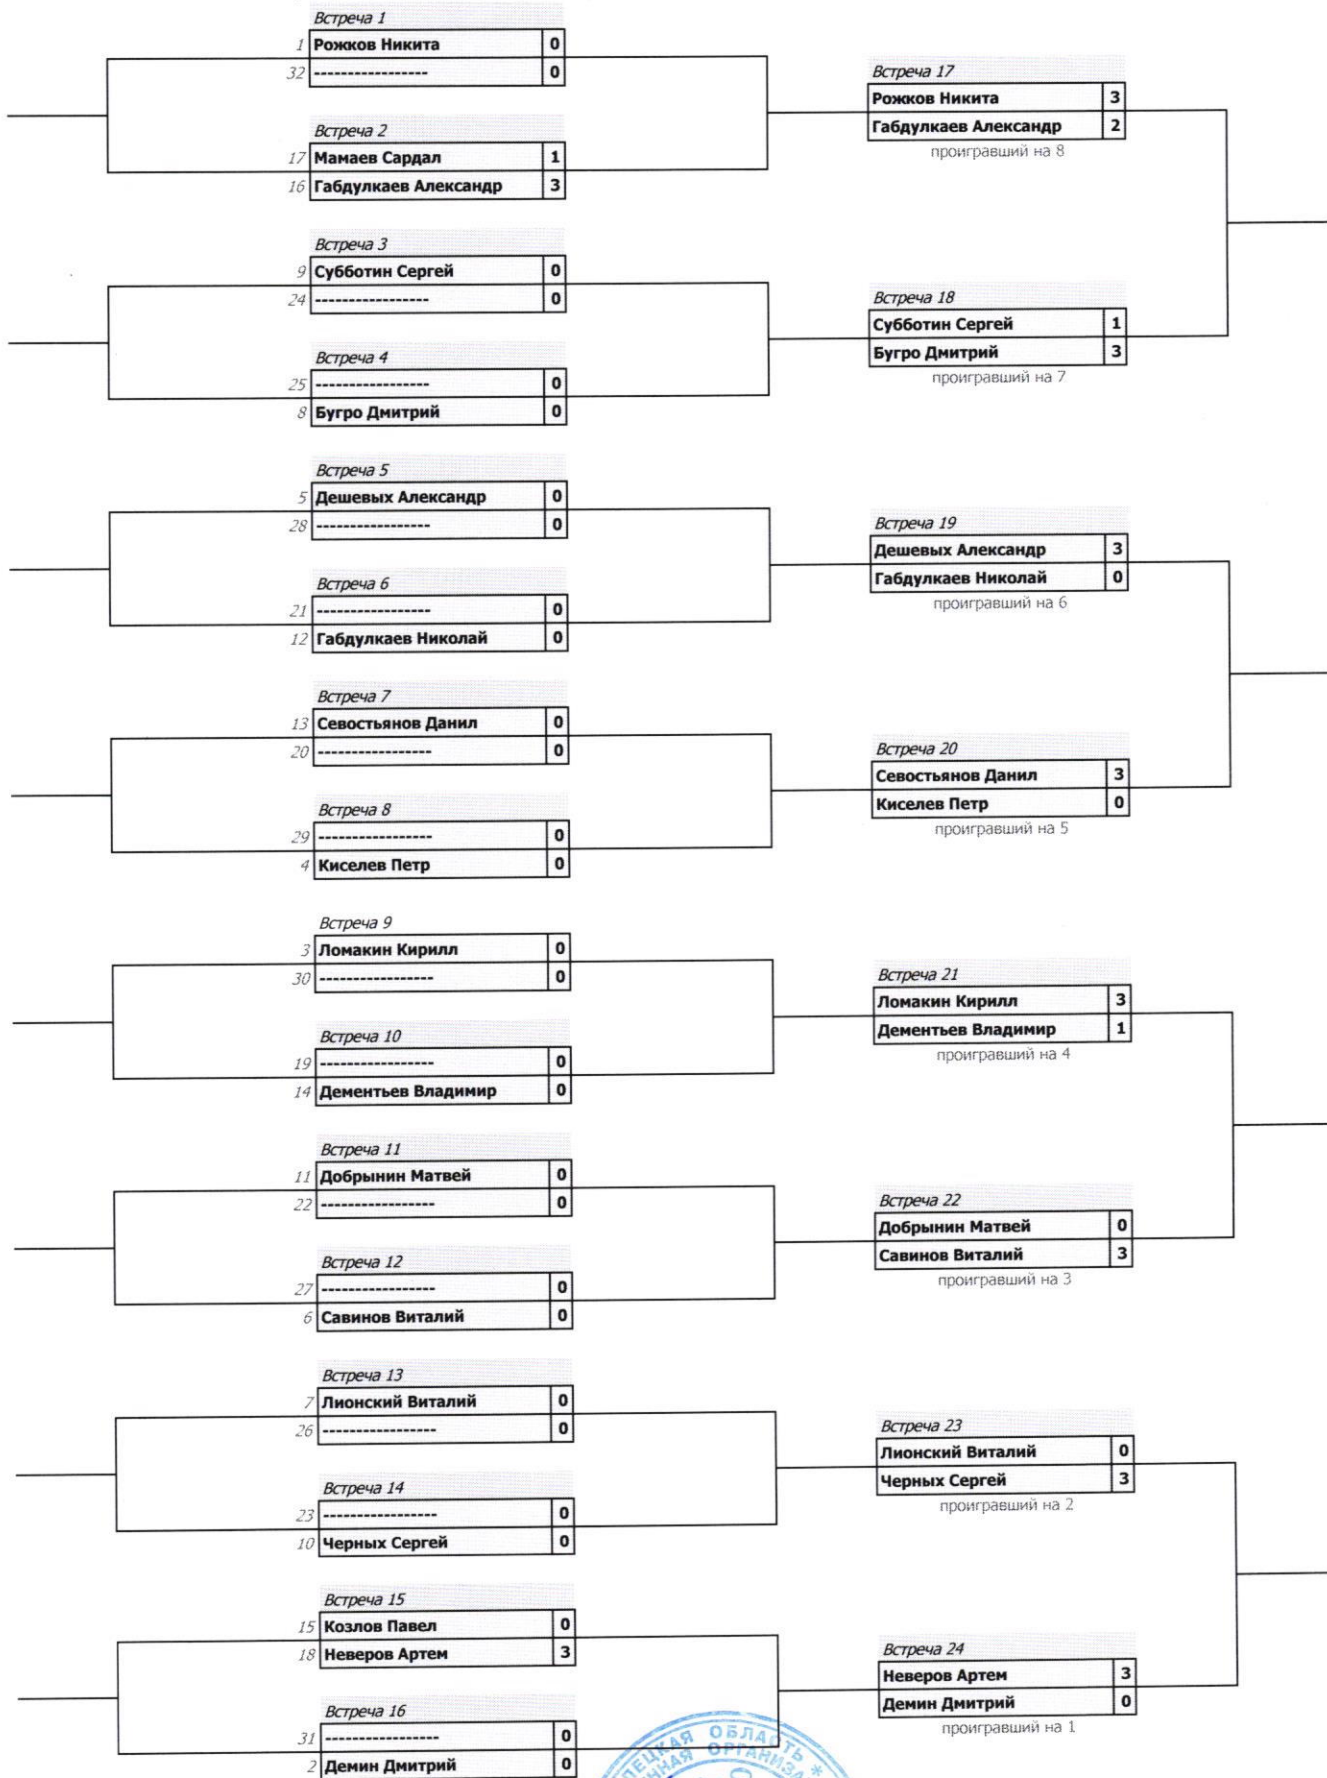 Встреча 1
1 Рожков Никита 0
32 ----------------- 0
Встреча 2
17 Мамаев Сардал 1
16 Габдулкаев Александр 3
Встреча 3
9 Субботин Сергей 0
24 ----------------- 0
Встреча 4
25 ----------------- 0
8 Бугро Дмитрий 0
Встреча 5
5 Дешевых Александр 0
28 ----------------- 0
Встреча 6
21 ----------------- 0
12 Габдулкаев Николай 0
Встреча 7
13 Севостьянов Данил 0
20 ----------------- 0
Встреча 8
29 ----------------- 0
4 Киселев Петр 0
Встреча 9
3 Ломакин Кирилл 0
30 ----------------- 0
Встреча 10
19 ----------------- 0
14 Дементьев Владимир 0
Встреча 11
11 Добрынин Матвей 0
22 ----------------- 0
Встреча 12
27 ----------------- 0
6 Савинов Виталий 0
Встреча 13
7 Лионский Виталий 0
26 ----------------- 0
Встреча 14
23 ----------------- 0
10 Черных Сергей 0
Встреча 15
15 Козлов Павел 0
18 Неверов Артем 3
Встреча 16
31 ----------------- 0
2 Демин Дмитрий 0
Встреча 17
Рожков Никита 3
Габдулкаев Александр 2
проигравший на 8
Встреча 18
Субботин Сергей 1
Бугро Дмитрий 3
проигравший на 7
Встреча 19
Дешевых Александр 3
Габдулкаев Николай 0
проигравший на 6
Встреча 20
Севостьянов Данил 3
Киселев Петр 0
проигравший на 5
Встреча 21
Ломакин Кирилл 3
Дементьев Владимир 1
проигравший на 4
Встреча 22
Добрынин Матвей 0
Савинов Виталий 3
проигравший на 3
Встреча 23
Лионский Виталий 0
Черных Сергей 3
проигравший на 2
Встреча 24
Неверов Артем 3
Демин Дмитрий 0
проигравший на 1
ОБЛАСТЬ *